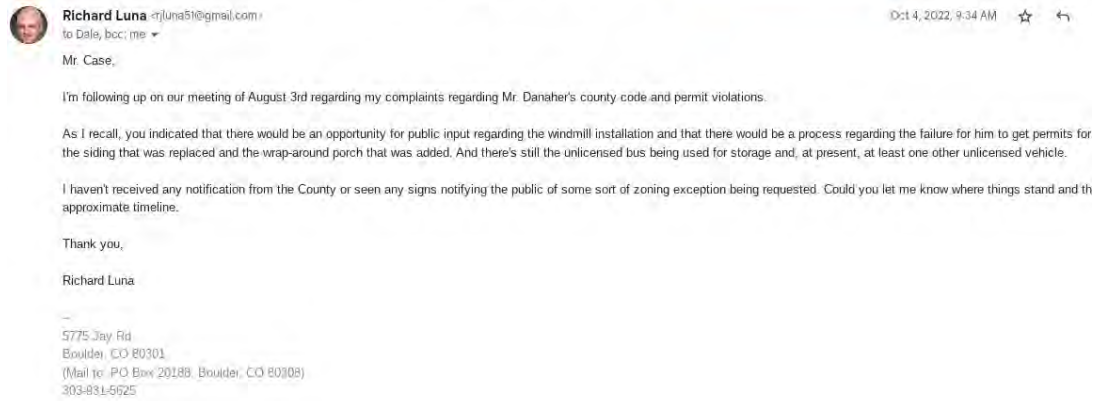 Richard Luna <rjluna51@gmail.com>
Oct 4, 2022, 9:34 AM
to Dale, bcc: me
Mr. Case,
I'm following up on our meeting of August 3rd regarding my complaints regarding Mr. Danaher's county code and permit violations.
As I recall, you indicated that there would be an opportunity for public input regarding the windmill installation and that there would be a process regarding the failure for him to get permits for
the siding that was replaced and the wrap-around porch that was added. And there's still the unlicensed bus being used for storage and, at present, at least one other unlicensed vehicle.
I haven't received any notification from the County or seen any signs notifying the public of some sort of zoning exception being requested. Could you let me know where things stand and th
approximate timeline.
Thank you,
Richard Luna
--
5775 Jay Rd
Boulder, CO 80301
(Mail to: PO Box 20188, Boulder, CO 80308)
303-931-5625